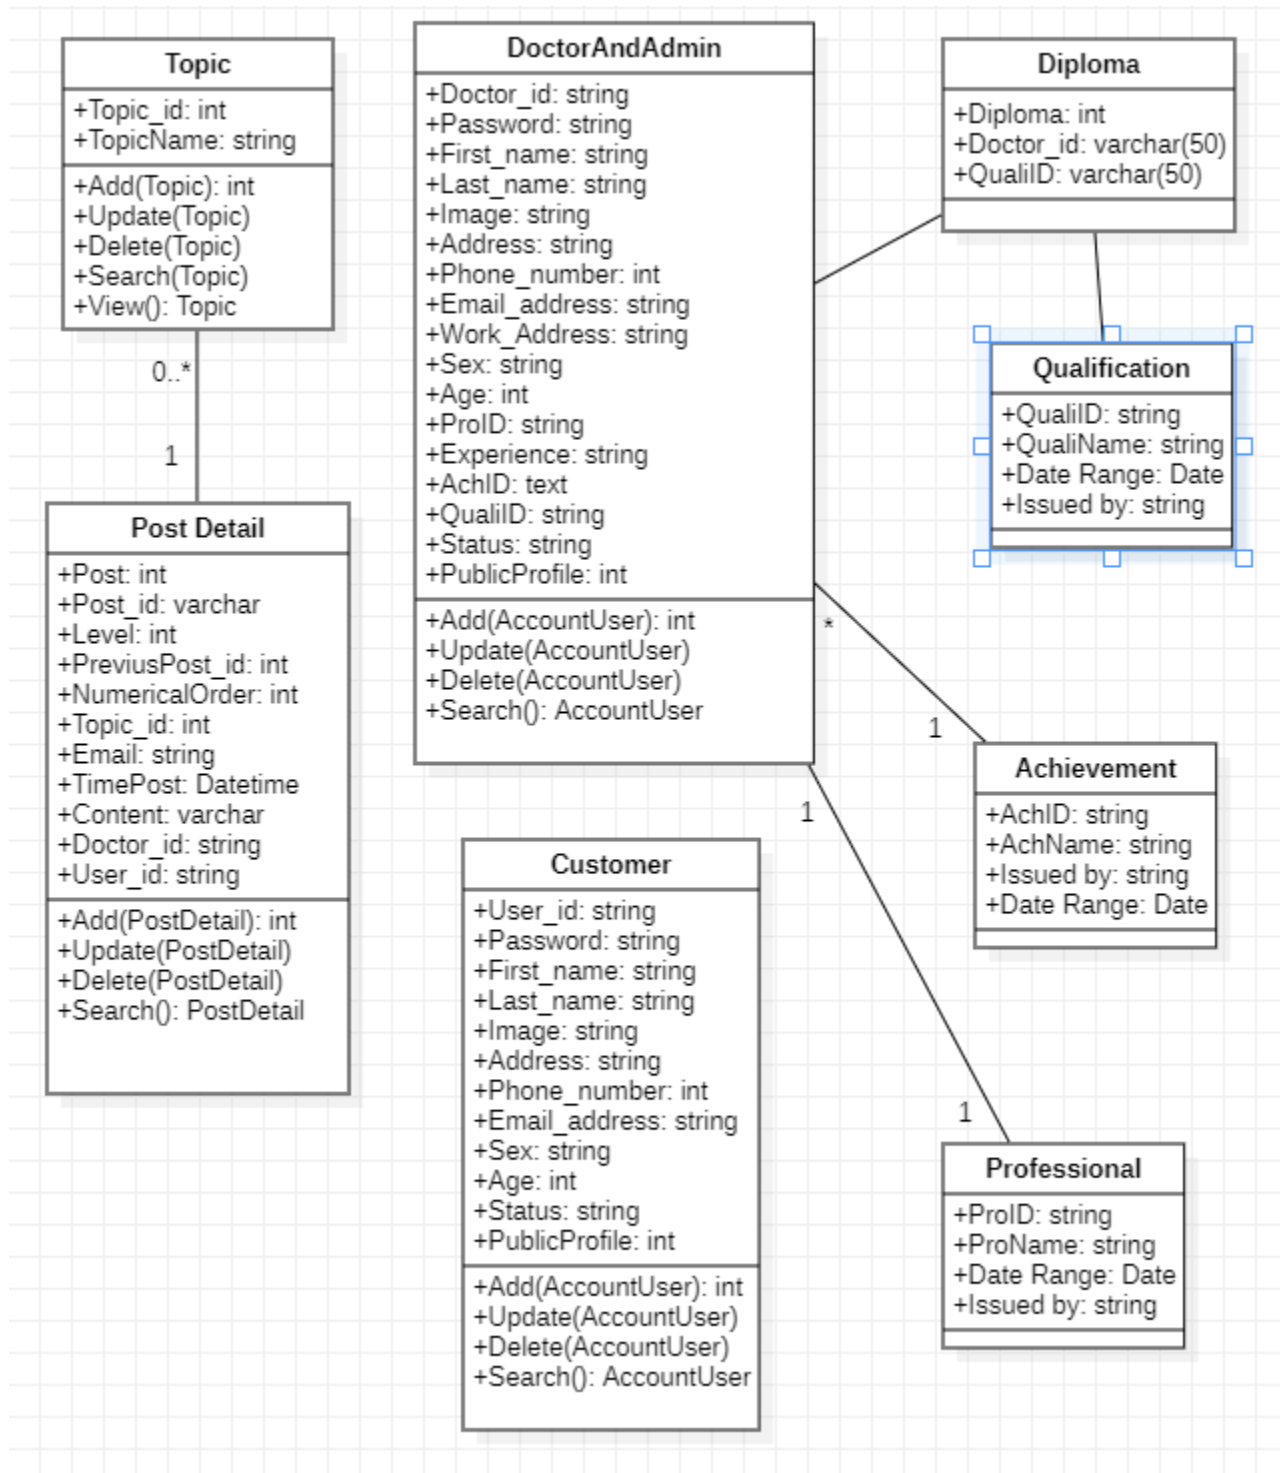 Topic
+Topic_id: int
+TopicName: string
+Add(Topic): int
+Update(Topic)
+Delete(Topic)
+Search(Topic)
+View(): Topic
0..*
1
Post Detail
+Post: int
+Post_id: varchar
+Level: int
+PreviusPost_id: int
+NumericalOrder: int
+Topic_id: int
+Email: string
+TimePost: Datetime
+Content: varchar
+Doctor_id: string
+User_id: string
+Add(PostDetail): int
+Update(PostDetail)
+Delete(PostDetail)
+Search(): PostDetail
DoctorAndAdmin
+Doctor_id: string
+Password: string
+First_name: string
+Last_name: string
+Image: string
+Address: string
+Phone_number: int
+Email_address: string
+Work_Address: string
+Sex: string
+Age: int
+ProID: string
+Experience: string
+AchID: text
+QualiID: string
+Status: string
+PublicProfile: int
+Add(AccountUser): int
+Update(AccountUser)
+Delete(AccountUser)
+Search(): AccountUser
*
1
1
1
Customer
+User_id: string
+Password: string
+First_name: string
+Last_name: string
+Image: string
+Address: string
+Phone_number: int
+Email_address: string
+Sex: string
+Age: int
+Status: string
+PublicProfile: int
+Add(AccountUser): int
+Update(AccountUser)
+Delete(AccountUser)
+Search(): AccountUser
Diploma
+Diploma: int
+Doctor_id: varchar(50)
+QualiID: varchar(50)
Qualification
+QualiID: string
+QualiName: string
+Date Range: Date
+Issued by: string
Achievement
+AchID: string
+AchName: string
+Issued by: string
+Date Range: Date
Professional
+ProID: string
+ProName: string
+Date Range: Date
+Issued by: string